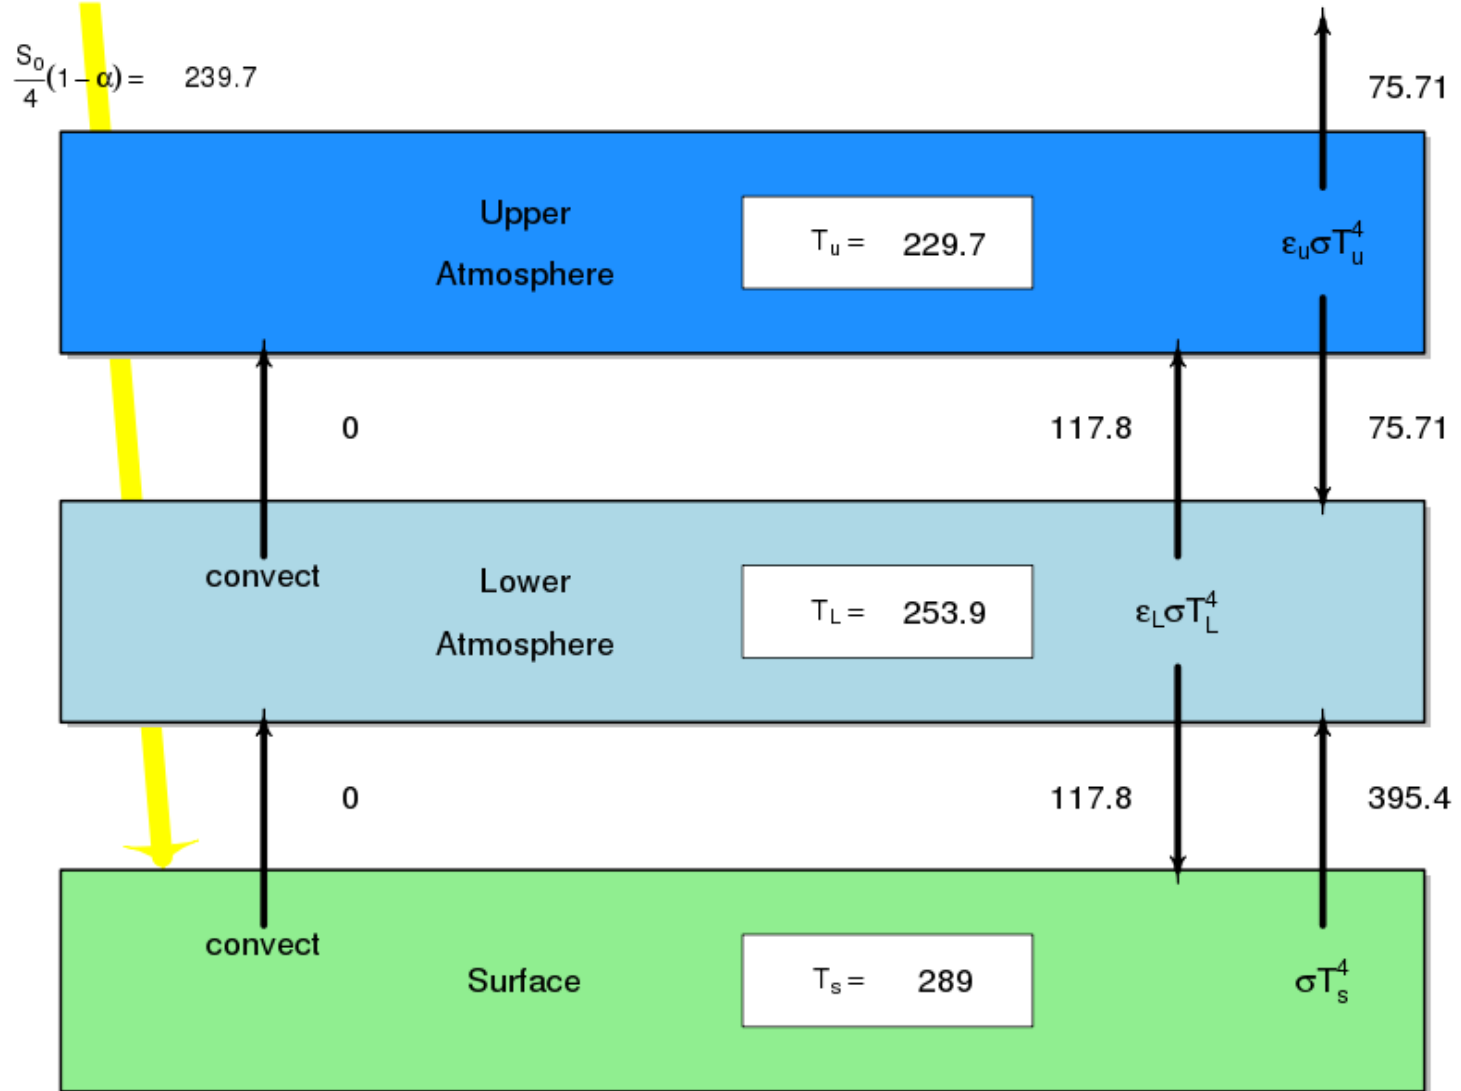 S₀/4 (1 − α) = 239.7
75.71
Upper
Atmosphere
Tᵤ = 229.7
εᵤσTᵤ⁴
0
117.8
75.71
convect
Lower
Atmosphere
T_L = 253.9
ε_LσT_L⁴
0
117.8
395.4
convect
Surface
Tₛ = 289
σTₛ⁴